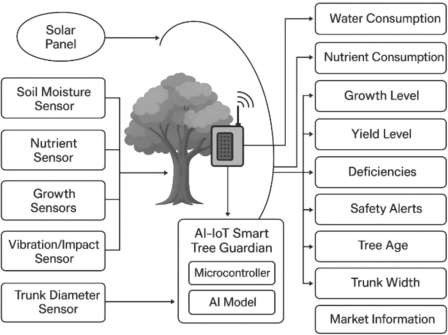 Solar
Panel
Soil Moisture
Sensor
Nutrient
Sensor
Growth
Sensors
Vibration/Impact
Sensor
Trunk Diameter
Sensor
AI-IoT Smart
Tree Guardian
Microcontroller
AI Model
Water Consumption
Nutrient Consumption
Growth Level
Yield Level
Deficiencies
Safety Alerts
Tree Age
Trunk Width
Market Information